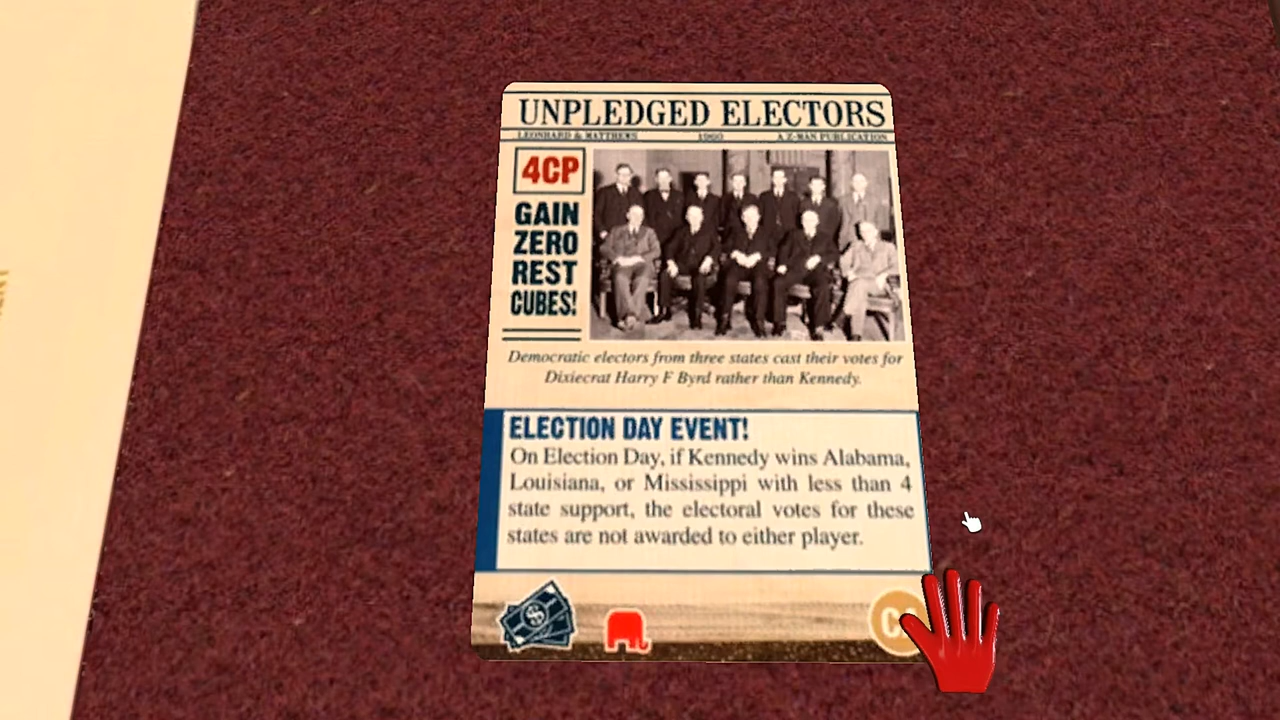 UNPLEDGED ELECTORS
LEONHARD & MATTHEWS 1960 A Z-MAN PUBLICATION
4CP
GAIN
ZERO
REST
CUBES!
Democratic electors from three states cast their votes for
Dixiecrat Harry F Byrd rather than Kennedy.
ELECTION DAY EVENT!
On Election Day, if Kennedy wins Alabama,
Louisiana, or Mississippi with less than 4
state support, the electoral votes for these
states are not awarded to either player.
$